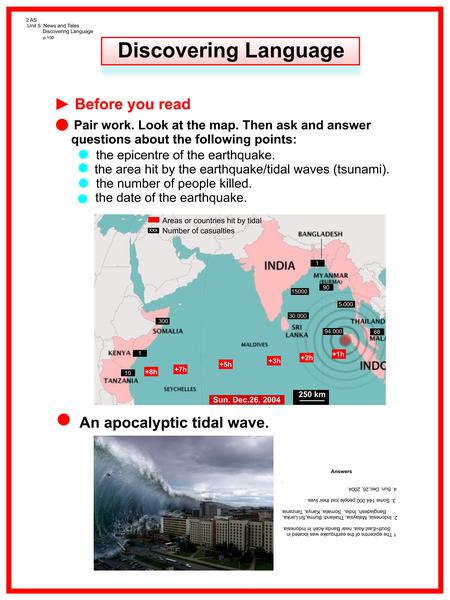 2 AS
Unit 5: News and Tales
Discovering Language
p.100
Discovering Language
Before you read
Pair work. Look at the map. Then ask and answer
questions about the following points:
the epicentre of the earthquake.
the area hit by the earthquake/tidal waves (tsunami).
the number of people killed.
the date of the earthquake.
Areas or countries hit by tidal
xxx Number of casualties
BANGLADESH
1
INDIA
MYANMAR
(BURMA)
90
15000
5.000
300
SOMALIA
30.000
SRI
LANKA
THAILAND
94.000
68
MALA
MALDIVES
KENYA
1
+1h
+2h
+3h
+5h
+7h
+8h
10
TANZANIA
INDO
SEYCHELLES
Sun. Dec.26, 2004
250 km
An apocalyptic tidal wave.
Answers
1 The epicentre of the earthquake was located in
South-East Asia, near Banda Aceh in Indonesia.
2. Indonesia, Malaysia, Thailand, Burma, Sri Lanka,
Bangladesh, India, Somalia, Kenya, Tanzania.
3. Some 144 000 people lost their lives.
4. Sun. Dec.26, 2004.